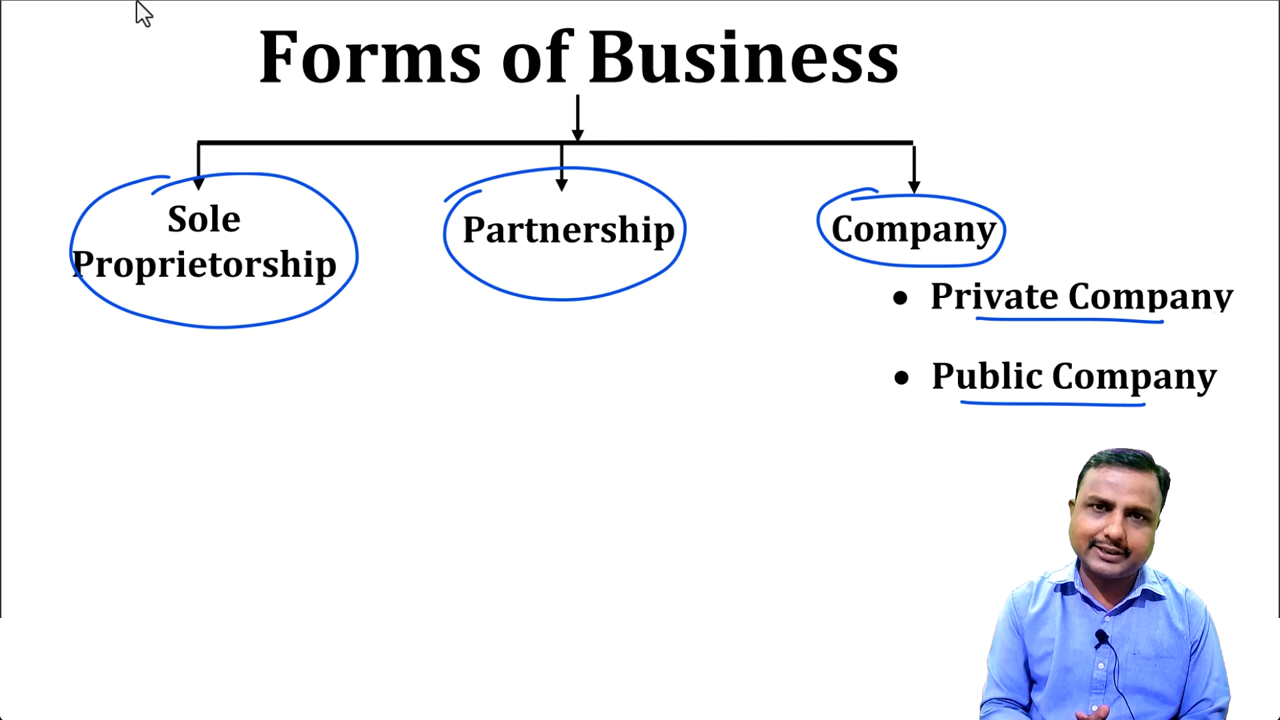 Forms of Business
Sole
Proprietorship
Partnership
Company
• Private Company
• Public Company